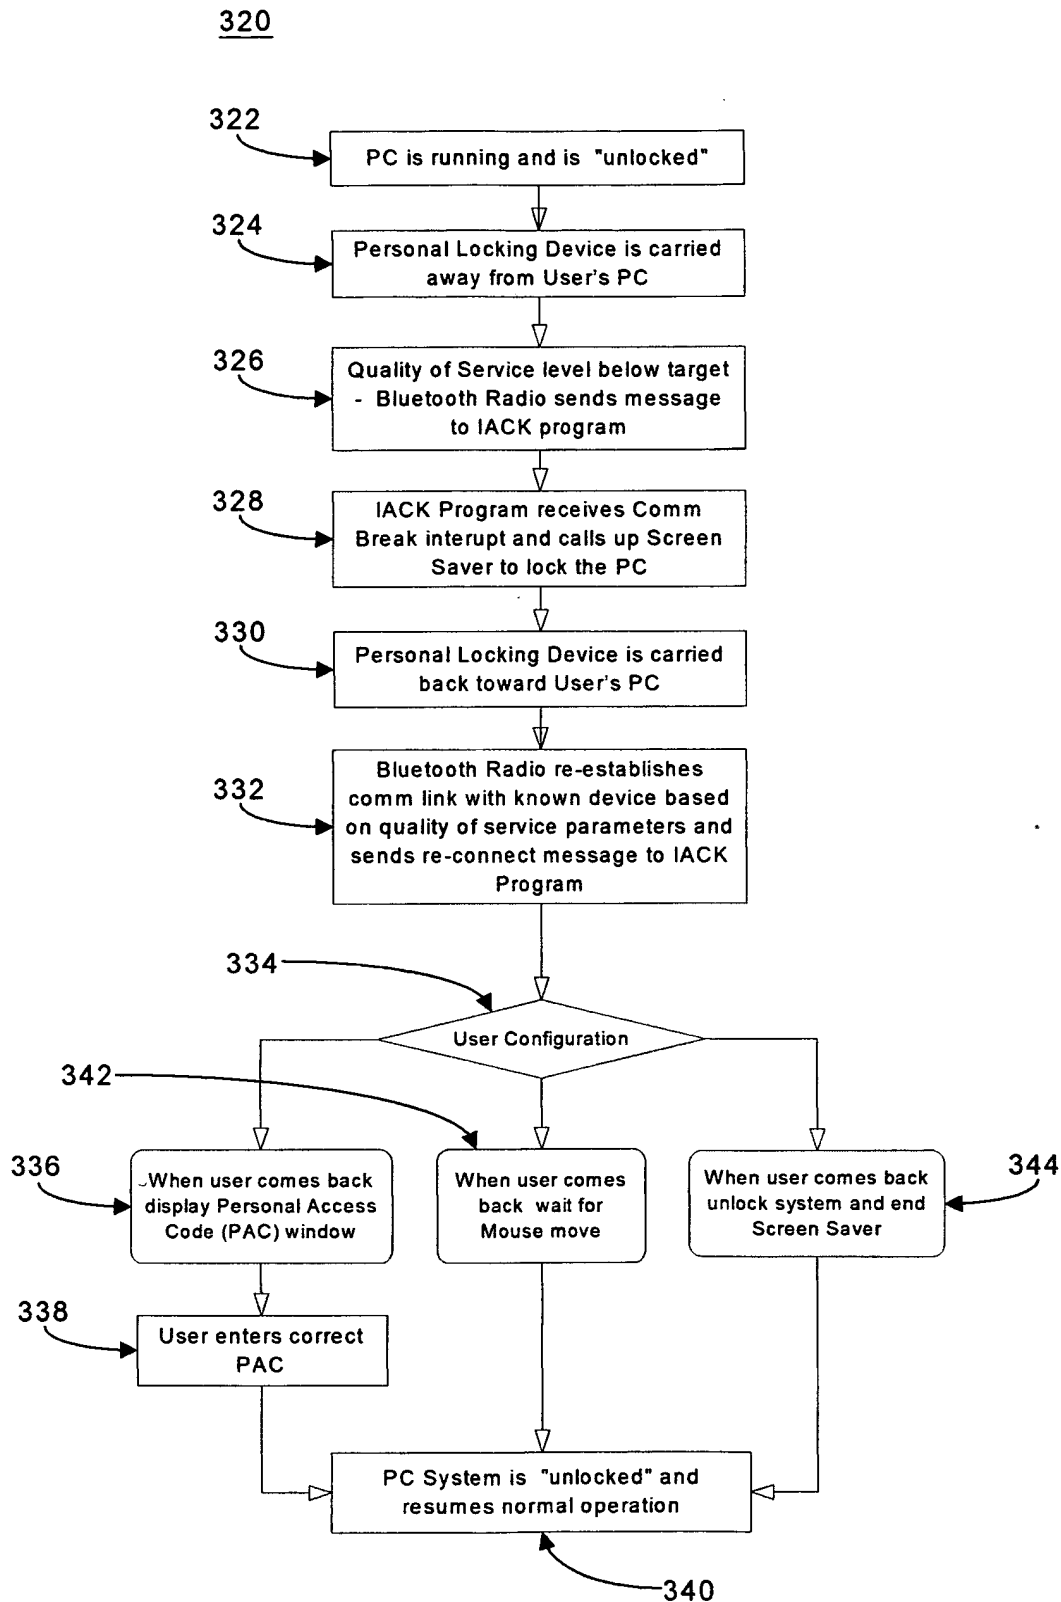 320
322
PC is running and is "unlocked"
324
Personal Locking Device is carried
away from User's PC
326
Quality of Service level below target
- Bluetooth Radio sends message
to IACK program
328
IACK Program receives Comm
Break interupt and calls up Screen
Saver to lock the PC
330
Personal Locking Device is carried
back toward User's PC
332
Bluetooth Radio re-establishes
comm link with known device based
on quality of service parameters and
sends re-connect message to IACK
Program
334
User Configuration
342
336
When user comes back
display Personal Access
Code (PAC) window
When user comes
back wait for
Mouse move
When user comes back
unlock system and end
Screen Saver
344
338
User enters correct
PAC
PC System is "unlocked" and
resumes normal operation
340